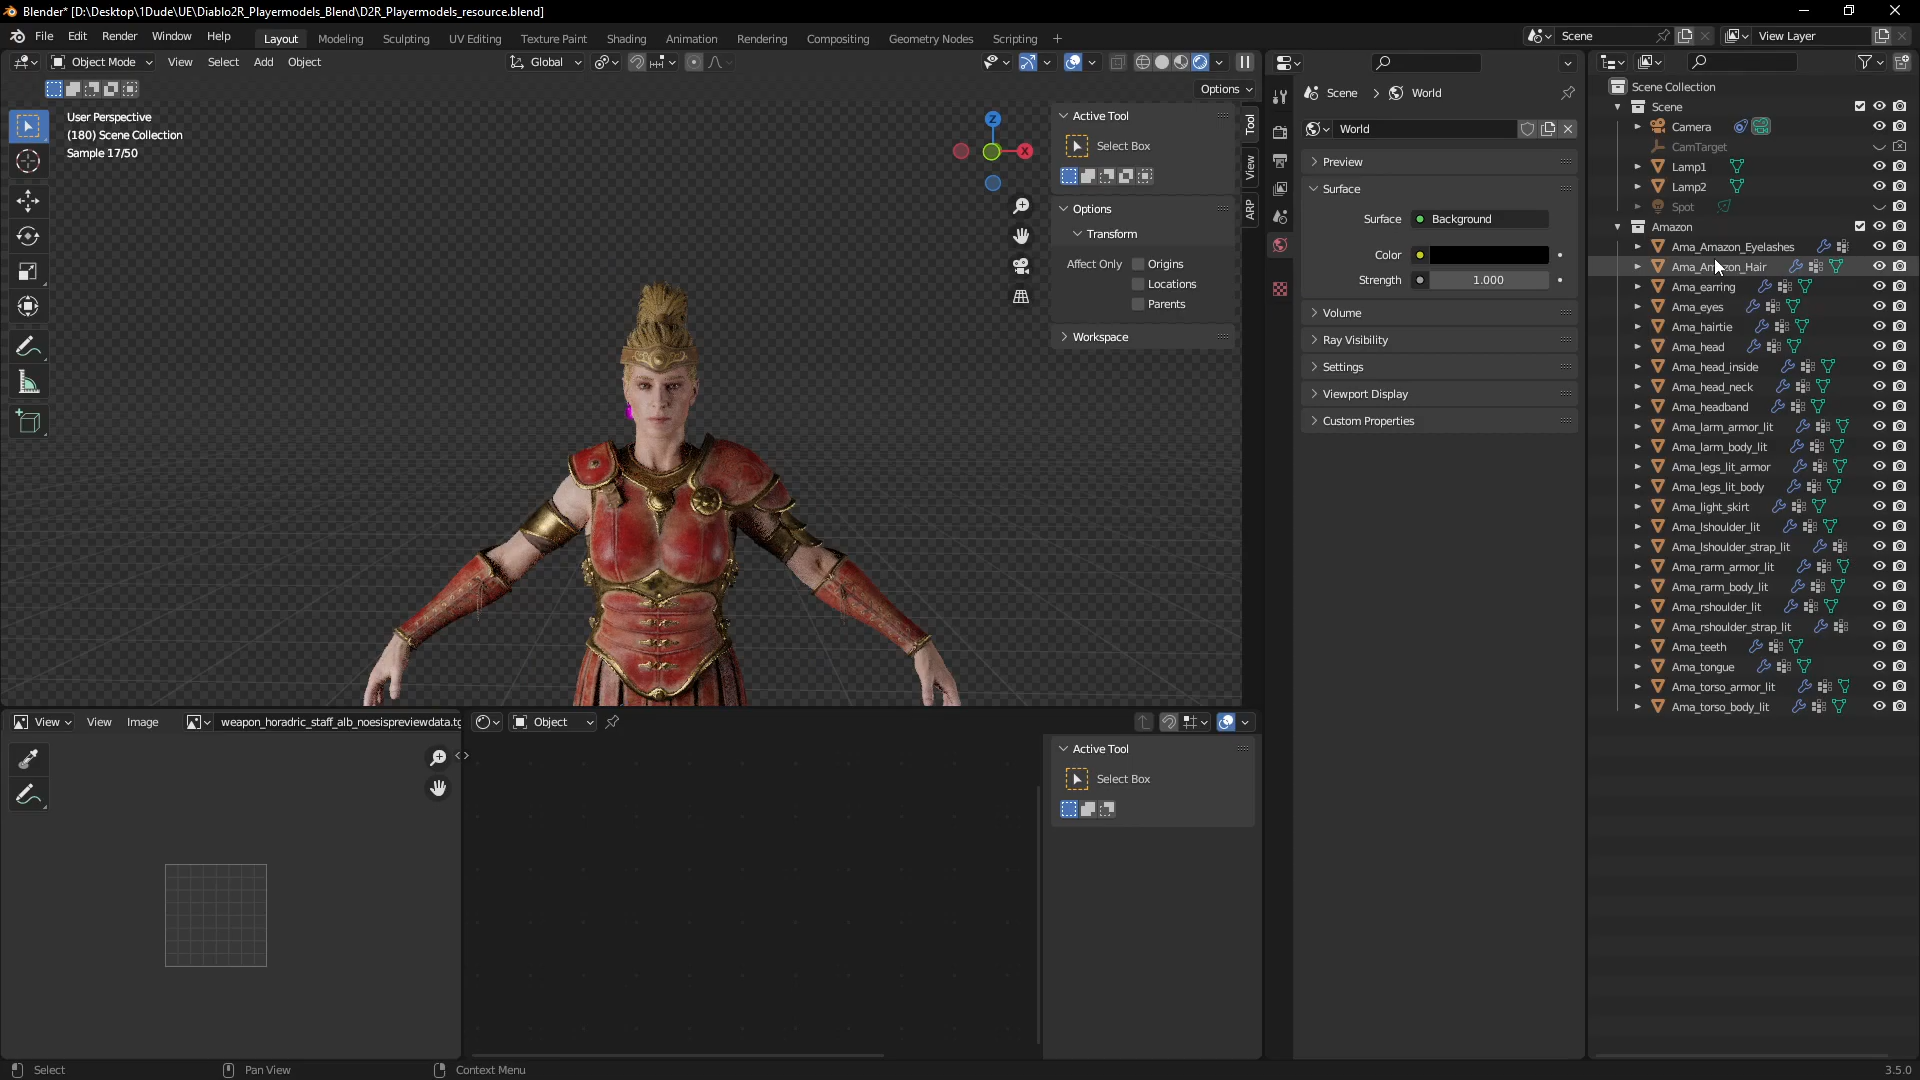 Blender* [D:\Desktop\1Dude\UE\Diablo2R_Playermodels_Blend\D2R_Playermodels_resource.blend]
File Edit Render Window Help Layout Modeling Sculpting UV Editing Texture Paint Shading Animation Rendering Compositing Geometry Nodes Scripting + Scene View Layer
Object Mode View Select Add Object Global
Options
User Perspective
(180) Scene Collection
Sample 17/50
Z
X
Active Tool
Select Box
Options
Transform
Affect Only Origins
Locations
Parents
Workspace
Tool
View
ARP
Scene > World
World
Preview
Surface
Surface Background
Color
Strength 1.000
Volume
Ray Visibility
Settings
Viewport Display
Custom Properties
Scene Collection
Scene
Camera
CamTarget
Lamp1
Lamp2
Spot
Amazon
Ama_Amazon_Eyelashes
Ama_Amazon_Hair
Ama_earring
Ama_eyes
Ama_hairtie
Ama_head
Ama_head_inside
Ama_head_neck
Ama_headband
Ama_larm_armor_lit
Ama_larm_body_lit
Ama_legs_lit_armor
Ama_legs_lit_body
Ama_light_skirt
Ama_lshoulder_lit
Ama_lshoulder_strap_lit
Ama_rarm_armor_lit
Ama_rarm_body_lit
Ama_rshoulder_lit
Ama_rshoulder_strap_lit
Ama_teeth
Ama_tongue
Ama_torso_armor_lit
Ama_torso_body_lit
View View Image weapon_horadric_staff_alb_noesispreviewdata.tg
Object
Active Tool
Select Box
Select Pan View Context Menu 3.5.0